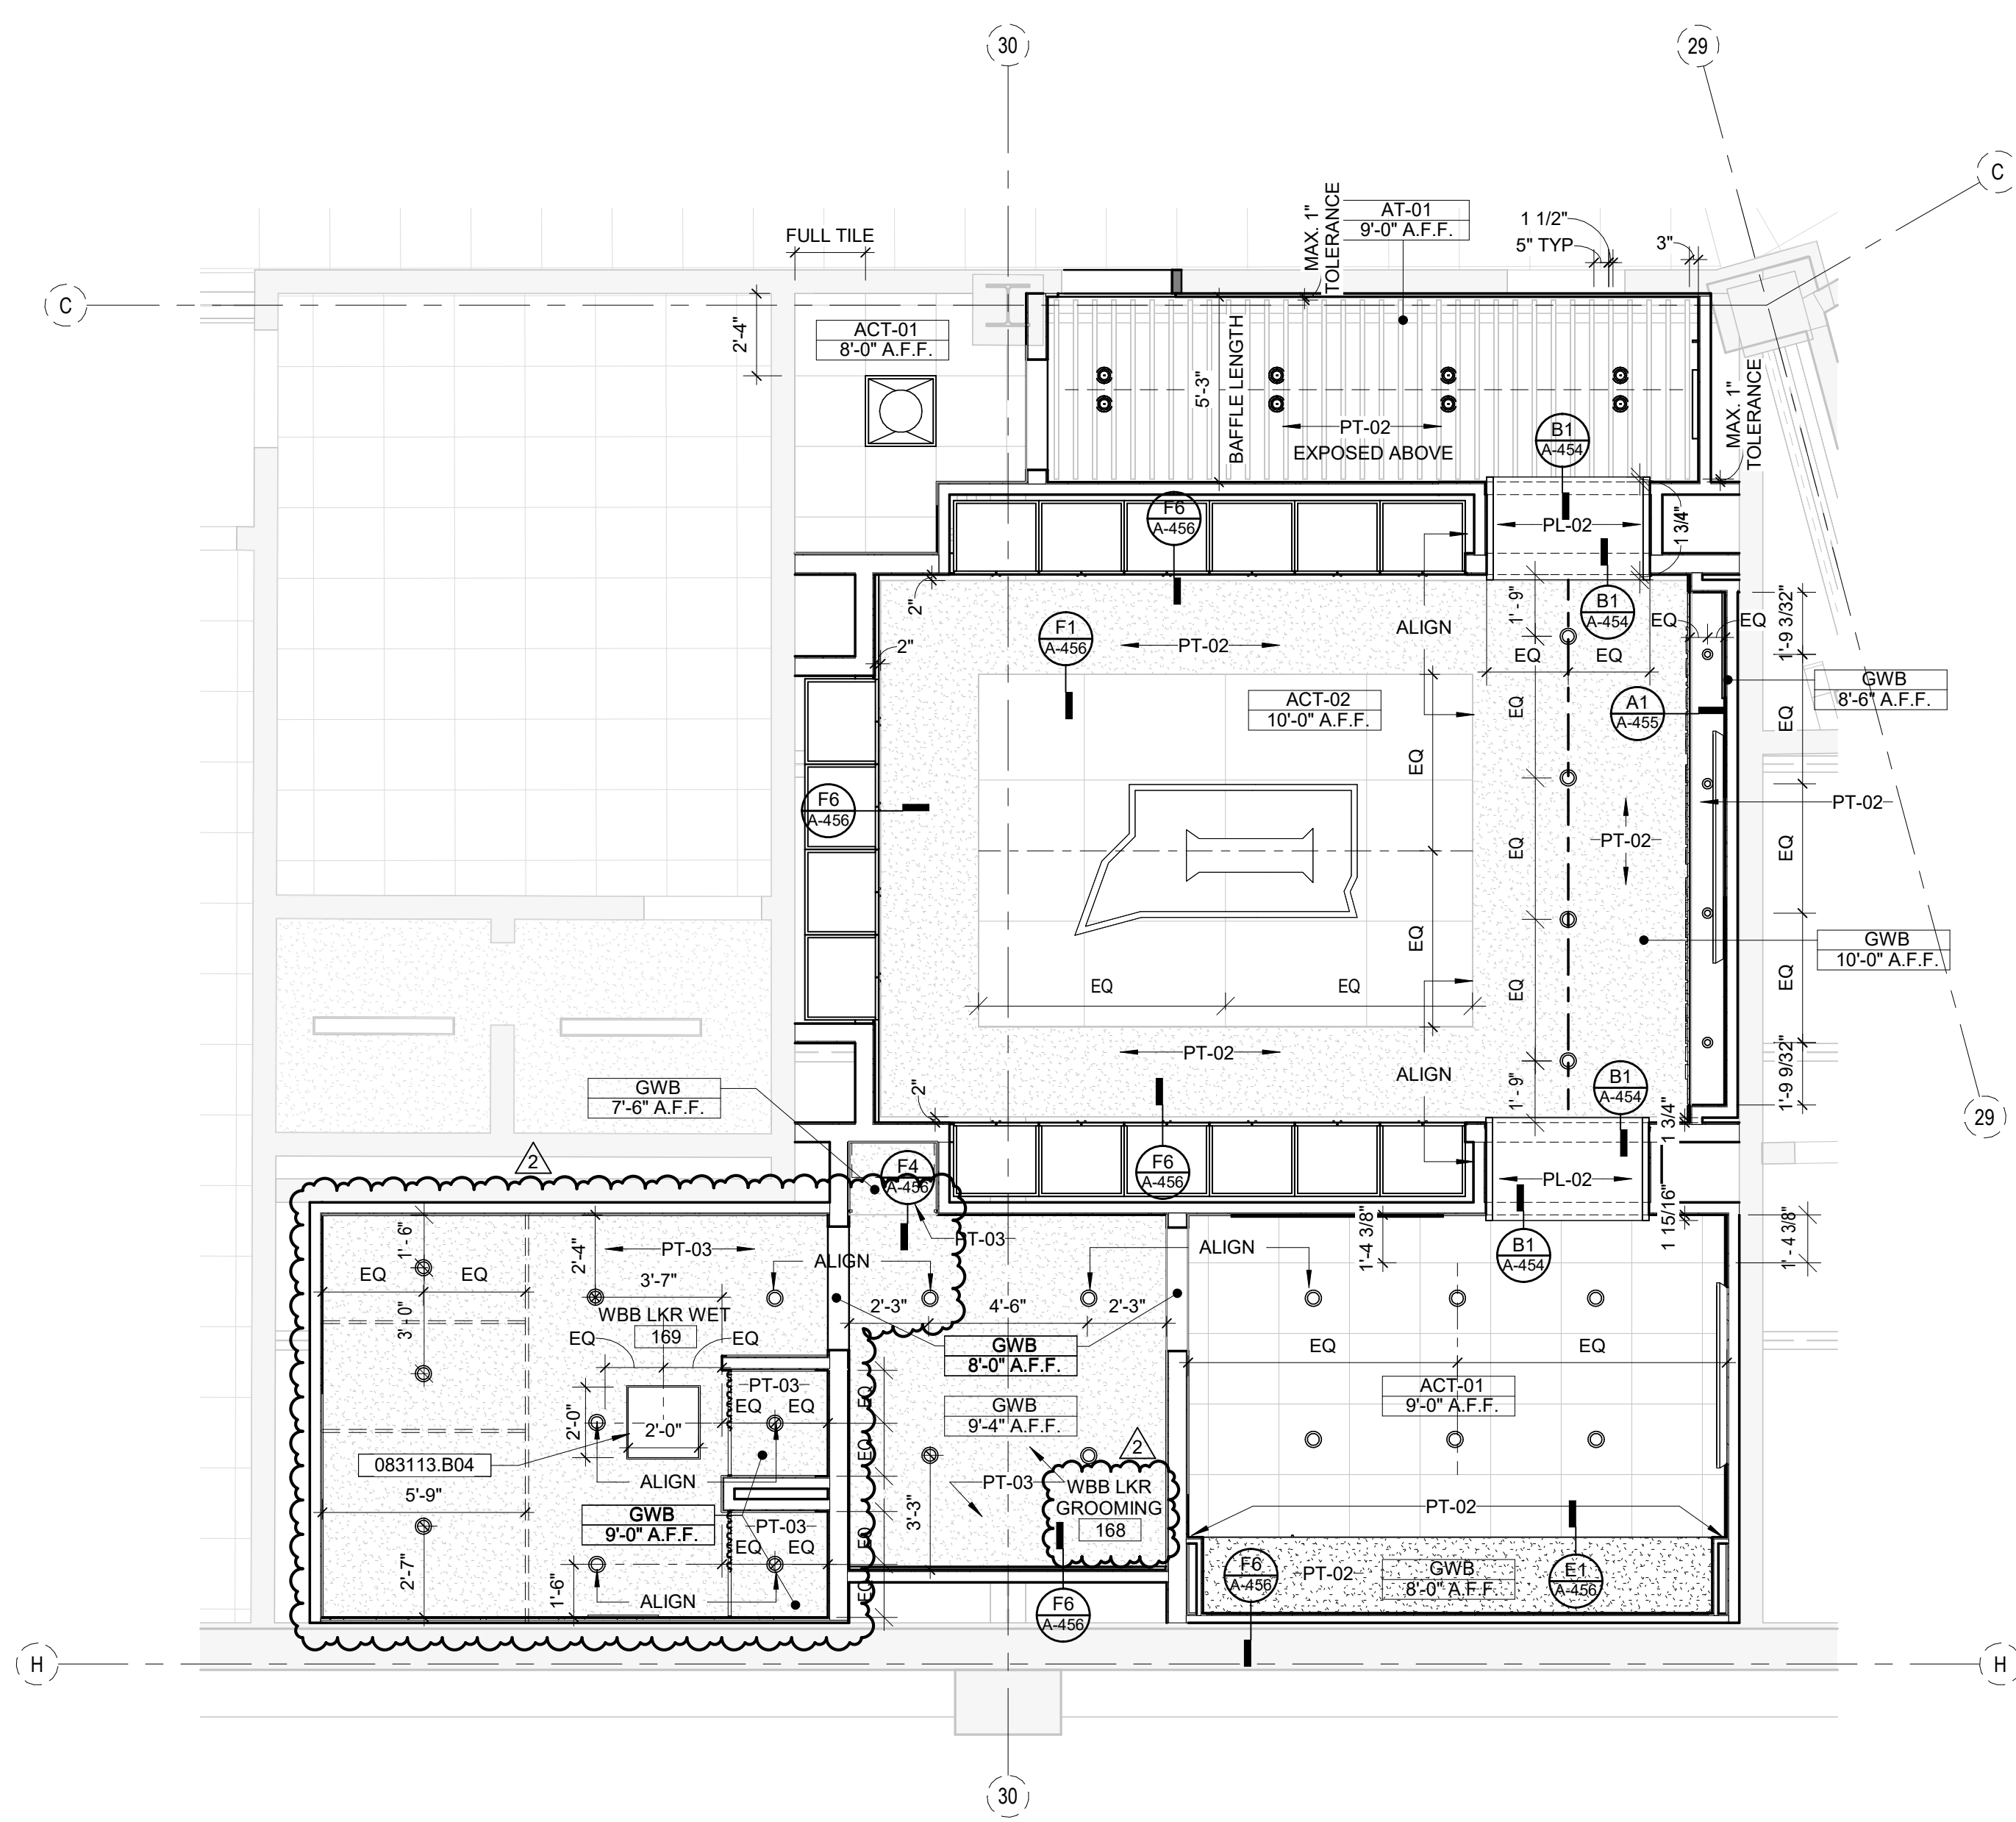 30
29
C
C
FULL TILE
MAX. 1"
TOLERANCE
AT-01
9'-0" A.F.F.
1 1/2"
5" TYP
3"
2'-4"
ACT-01
8'-0" A.F.F.
5'-3"
BAFFLE LENGTH
PT-02
EXPOSED ABOVE
B1
A-454
MAX. 1"
TOLERANCE
F6
A-456
PL-02
1 3/4"
2"
2"
F1
A-456
PT-02
ALIGN
1' - 9"
B1
A-454
EQ
EQ
EQ
EQ
1'-9 9/32"
GWB
8'-6" A.F.F.
ACT-02
10'-0" A.F.F.
EQ
A1
A-455
EQ
EQ
F6
A-456
EQ
PT-02
PT-02
EQ
EQ
GWB
10'-0" A.F.F.
EQ
EQ
EQ
EQ
PT-02
ALIGN
1' - 9"
B1
A-454
1'-9 9/32"
29
GWB
7'-6" A.F.F.
2"
1 3/4"
2
F4
A-456
F6
A-456
PL-02
1 15/16"
1'-4 3/8"
1' - 4 3/8"
B1
A-454
1' - 6"
2'-4"
PT-03
PT-03
ALIGN
ALIGN
EQ
EQ
3'-7"
3' - 0"
WBB LKR WET
169
2'-3"
4'-6"
2'-3"
EQ
EQ
GWB
8'-0" A.F.F.
EQ
EQ
PT-03
EQ
EQ
EQ
ACT-01
9'-0" A.F.F.
2'-0"
2'-0"
GWB
9'-4" A.F.F.
EQ
2
083113.B04
ALIGN
PT-03
WBB LKR
GROOMING
168
5'-9"
GWB
9'-0" A.F.F.
PT-03
EQ
EQ
EQ
3'-3"
PT-02
2'-7"
1'-6"
ALIGN
EQ
F6
A-456
F6
A-456
PT-02
GWB
8'-0" A.F.F.
E1
A-456
H
H
30